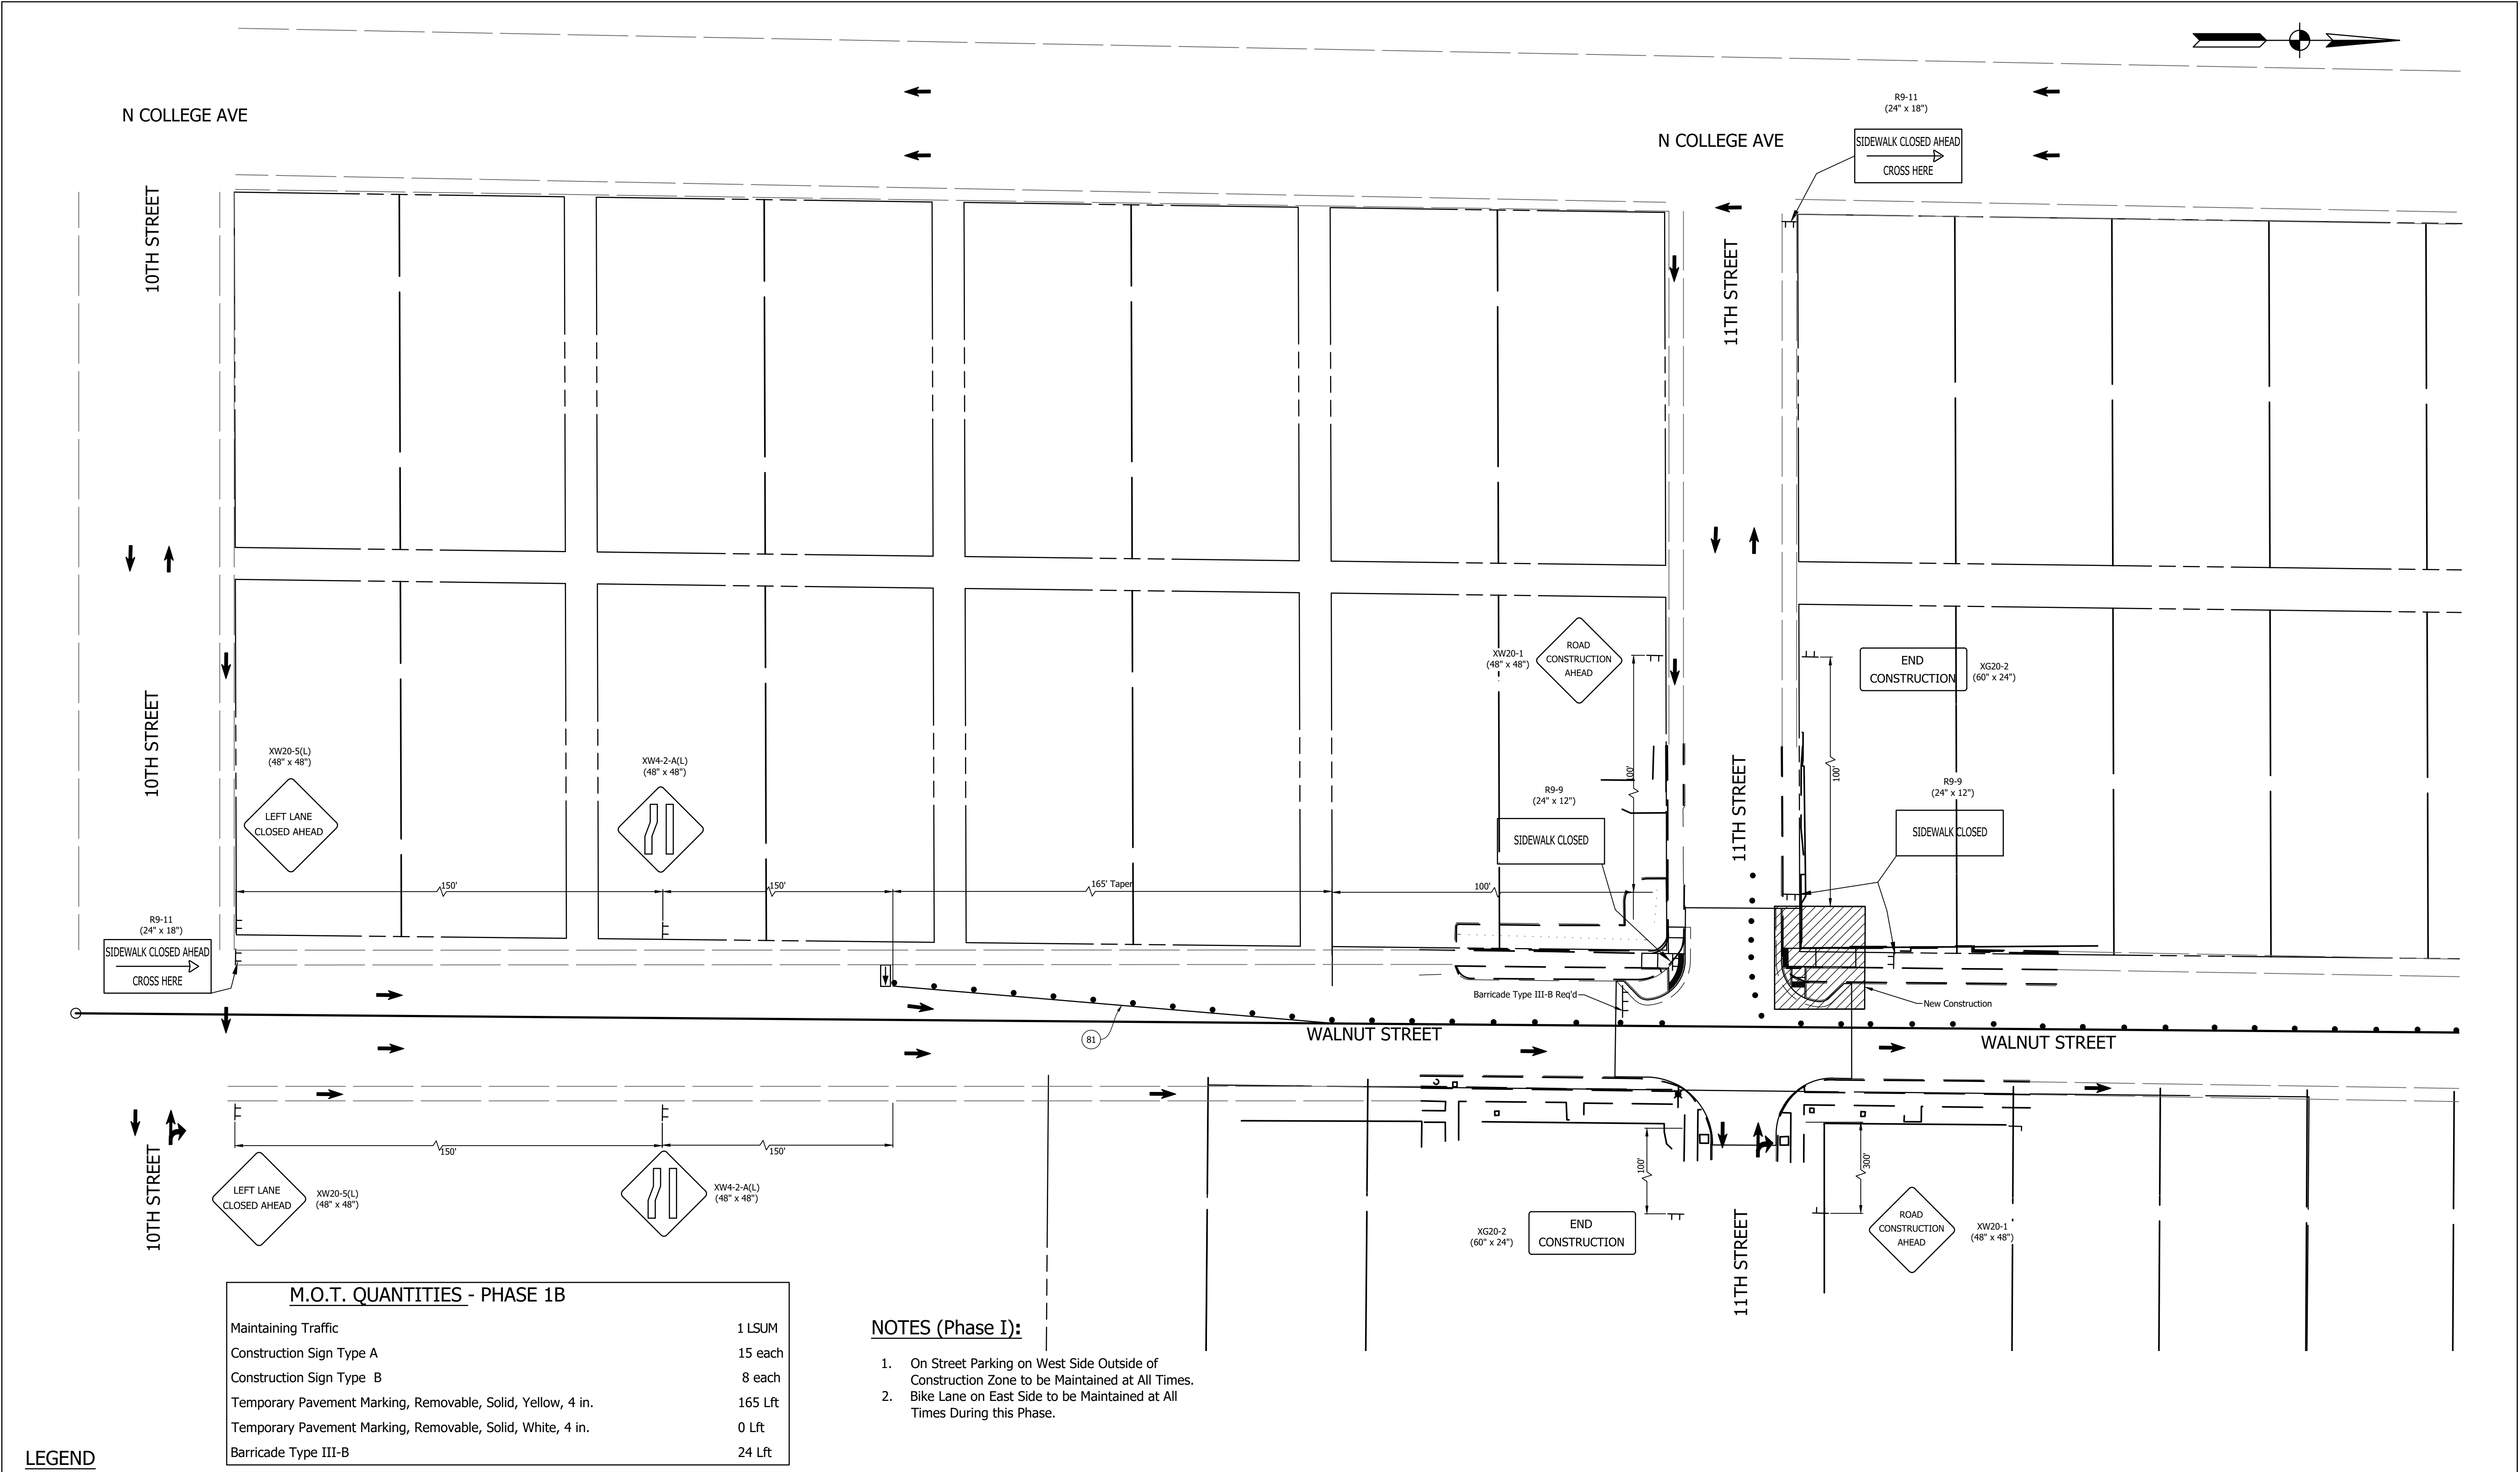 N COLLEGE AVE
N COLLEGE AVE
R9-11
(24" x 18")
SIDEWALK CLOSED AHEAD
CROSS HERE
10TH STREET
11TH STREET
ROAD
CONSTRUCTION
AHEAD
XW20-1
(48" x 48")
END
CONSTRUCTION
XG20-2
(60" x 24")
10TH STREET
XW20-5(L)
(48" x 48")
LEFT LANE
CLOSED AHEAD
XW4-2-A(L)
(48" x 48")
R9-9
(24" x 12")
SIDEWALK CLOSED
100'
11TH STREET
100'
R9-9
(24" x 12")
SIDEWALK CLOSED
150'
150'
165' Taper
100'
R9-11
(24" x 18")
SIDEWALK CLOSED AHEAD
CROSS HERE
Barricade Type III-B Req'd
New Construction
81
WALNUT STREET
WALNUT STREET
150'
150'
10TH STREET
LEFT LANE
CLOSED AHEAD
XW20-5(L)
(48" x 48")
XW4-2-A(L)
(48" x 48")
100'
300'
XG20-2
(60" x 24")
END
CONSTRUCTION
11TH STREET
ROAD
CONSTRUCTION
AHEAD
XW20-1
(48" x 48")
M.O.T. QUANTITIES - PHASE 1B
Maintaining Traffic 1 LSUM
Construction Sign Type A 15 each
Construction Sign Type B 8 each
Temporary Pavement Marking, Removable, Solid, Yellow, 4 in. 165 Lft
Temporary Pavement Marking, Removable, Solid, White, 4 in. 0 Lft
Barricade Type III-B 24 Lft
NOTES (Phase I):
1. On Street Parking on West Side Outside of
Construction Zone to be Maintained at All Times.
2. Bike Lane on East Side to be Maintained at All
Times During this Phase.
LEGEND